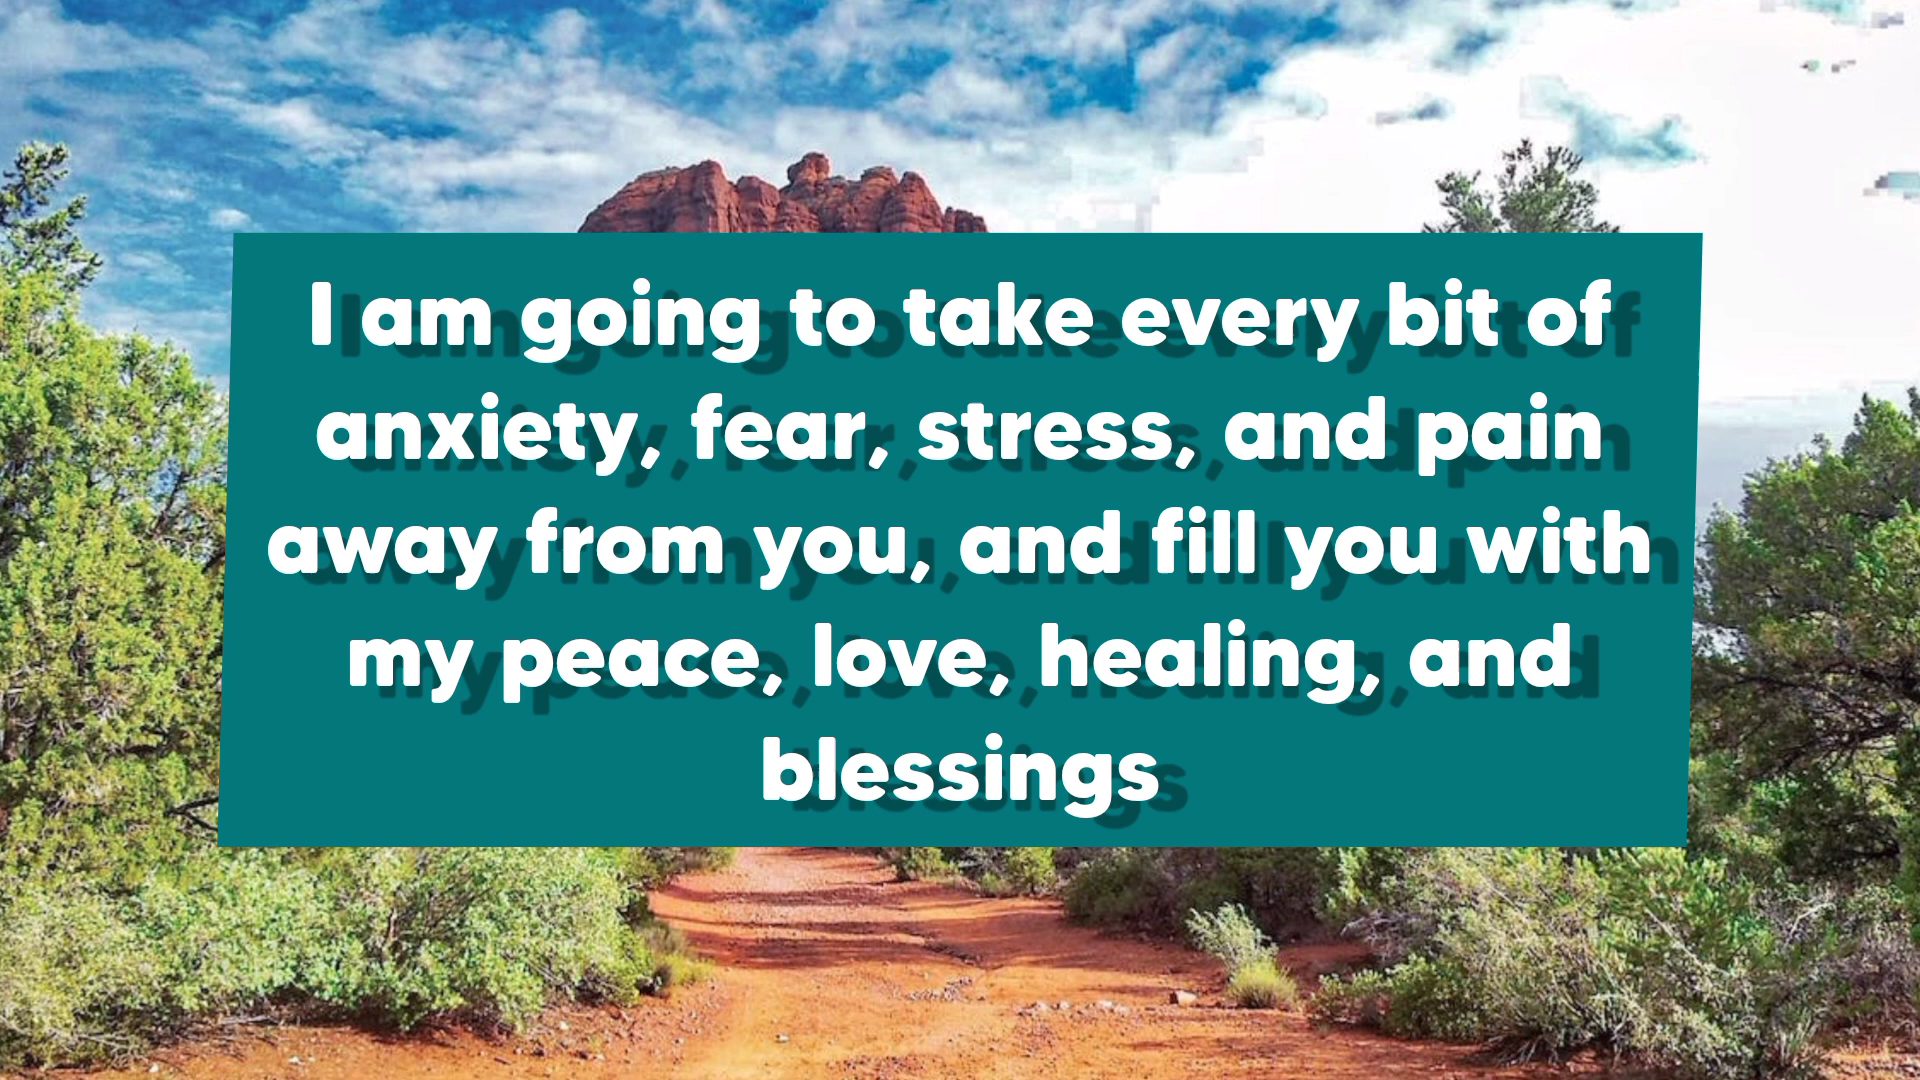 I am going to take every bit of
anxiety, fear, stress, and pain
away from you, and fill you with
my peace, love, healing, and
blessings